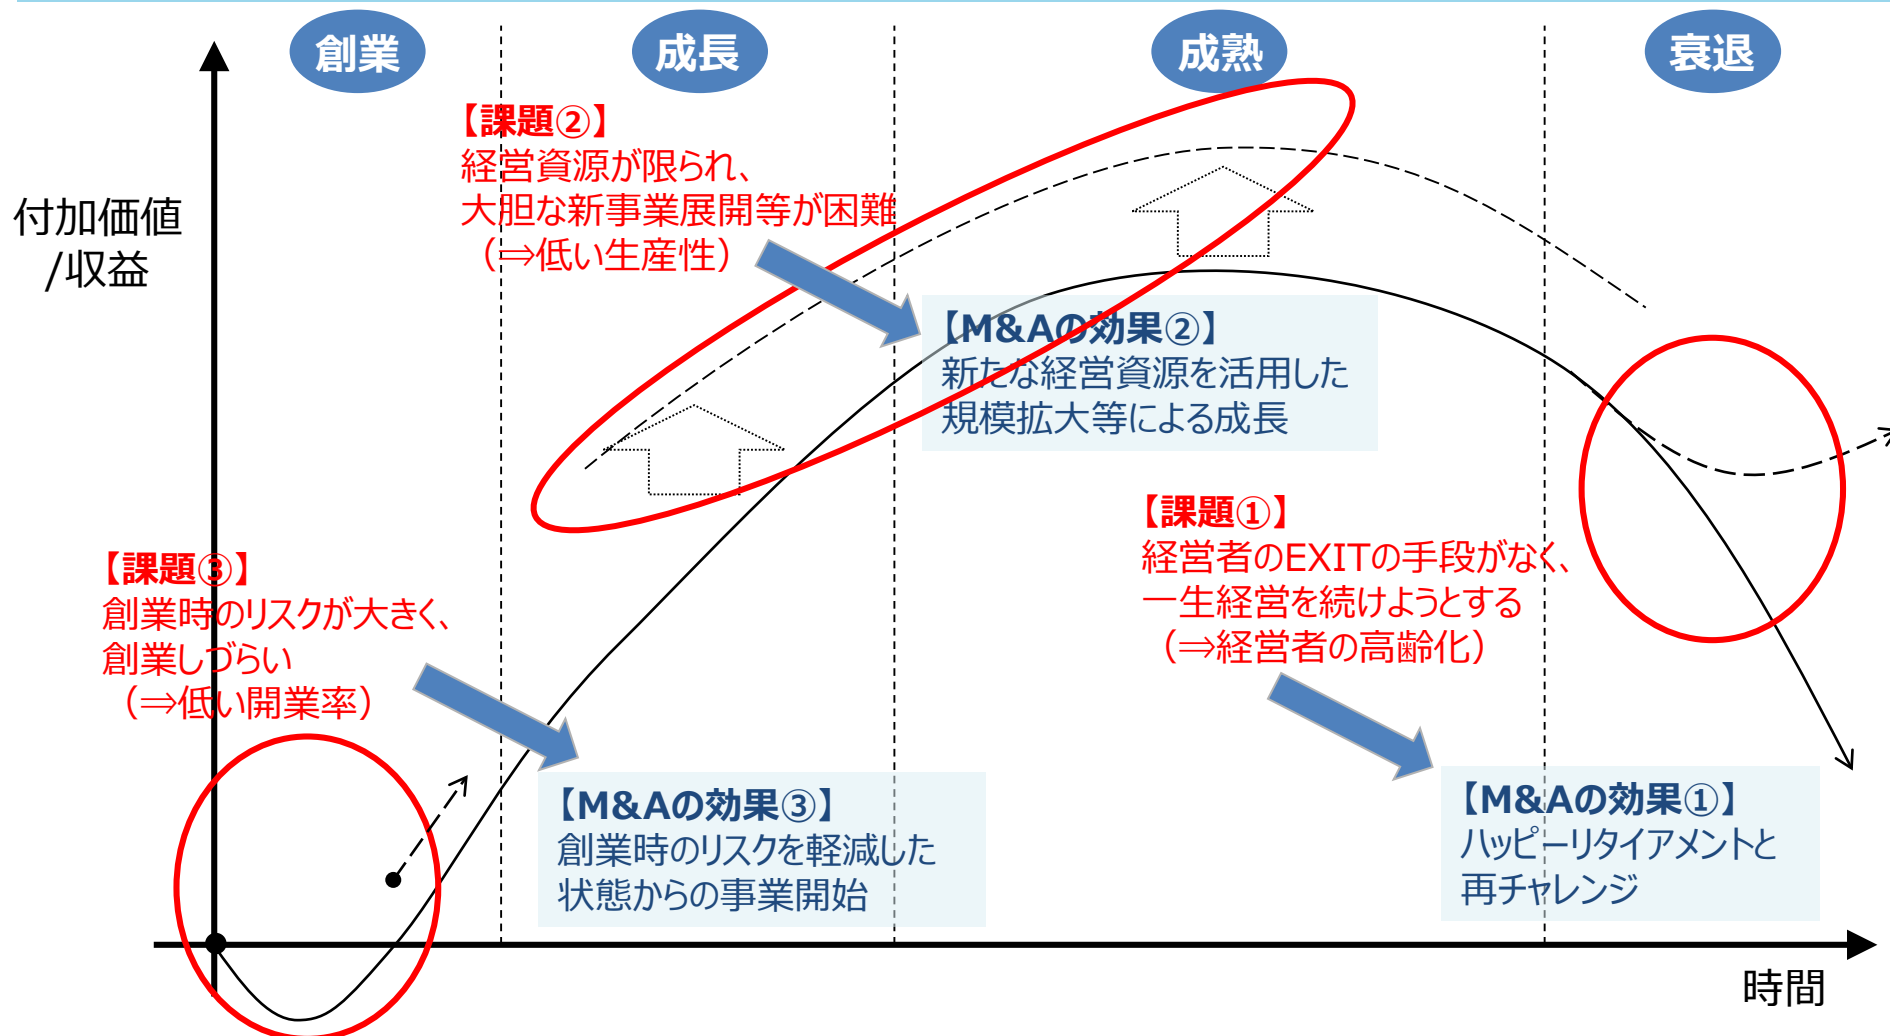 創業
成長
成熟
衰退
付加価値
/収益
【課題②】
経営資源が限られ、
大胆な新事業展開等が困難
（⇒低い生産性）
【M&Aの効果②】
新たな経営資源を活用した
規模拡大等による成長
【課題①】
経営者のEXITの手段がなく、
一生経営を続けようとする
（⇒経営者の高齢化）
【課題③】
創業時のリスクが大きく、
創業しづらい
（⇒低い開業率）
【M&Aの効果③】
創業時のリスクを軽減した
状態からの事業開始
【M&Aの効果①】
ハッピーリタイアメントと
再チャレンジ
時間